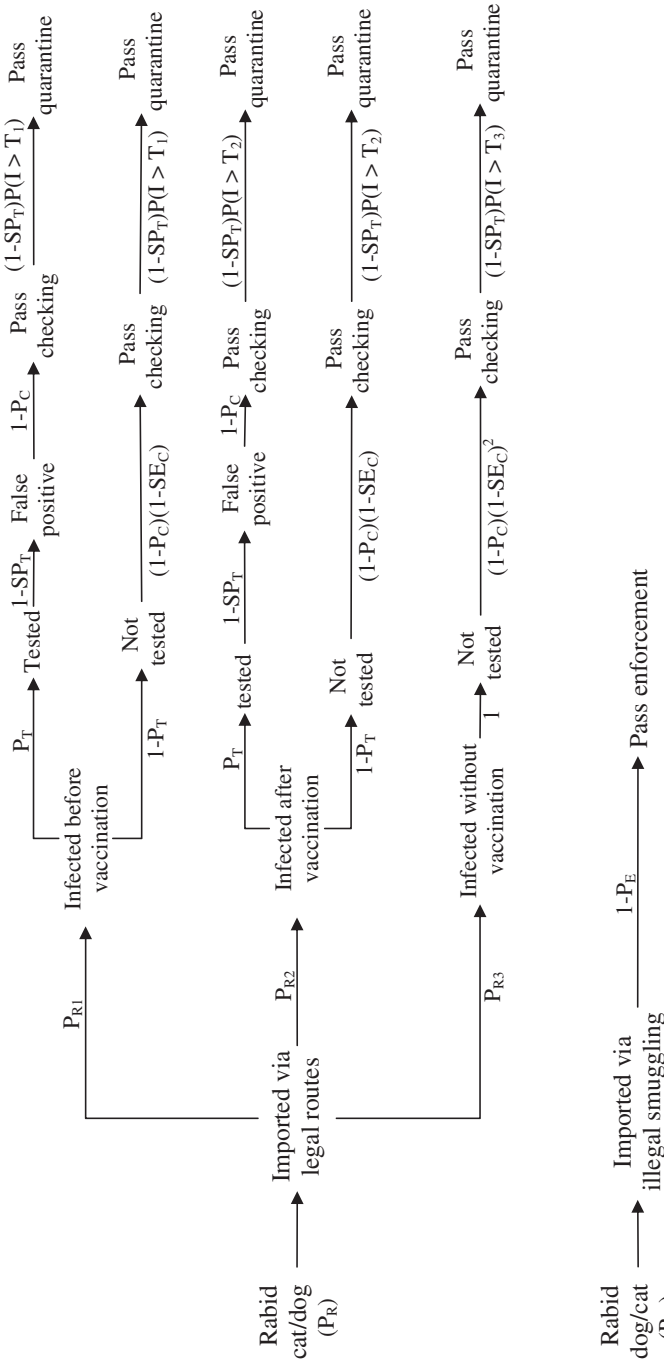 Rabid
cat/dog
(P_R)
Imported via
legal routes
P_R1
Infected before
vaccination
P_T
Tested
1-SP_T
False
positive
1-P_C
Pass
checking
(1-SP_T)P(I > T_1)
Pass
quarantine
1-P_T
Not
tested
(1-P_C)(1-SE_C)
Pass
checking
(1-SP_T)P(I > T_1)
Pass
quarantine
P_R2
Infected after
vaccination
P_T
tested
1-SP_T
False
positive
1-P_C
Pass
checking
(1-SP_T)P(I > T_2)
Pass
quarantine
1-P_T
Not
tested
(1-P_C)(1-SE_C)
Pass
checking
(1-SP_T)P(I > T_2)
Pass
quarantine
P_R3
Infected without
vaccination
1
Not
tested
(1-P_C)(1-SE_C)²
Pass
checking
(1-SP_T)P(I > T_3)
Pass
quarantine
Rabid
dog/cat
Imported via
illegal smuggling
1-P_E
Pass enforcement